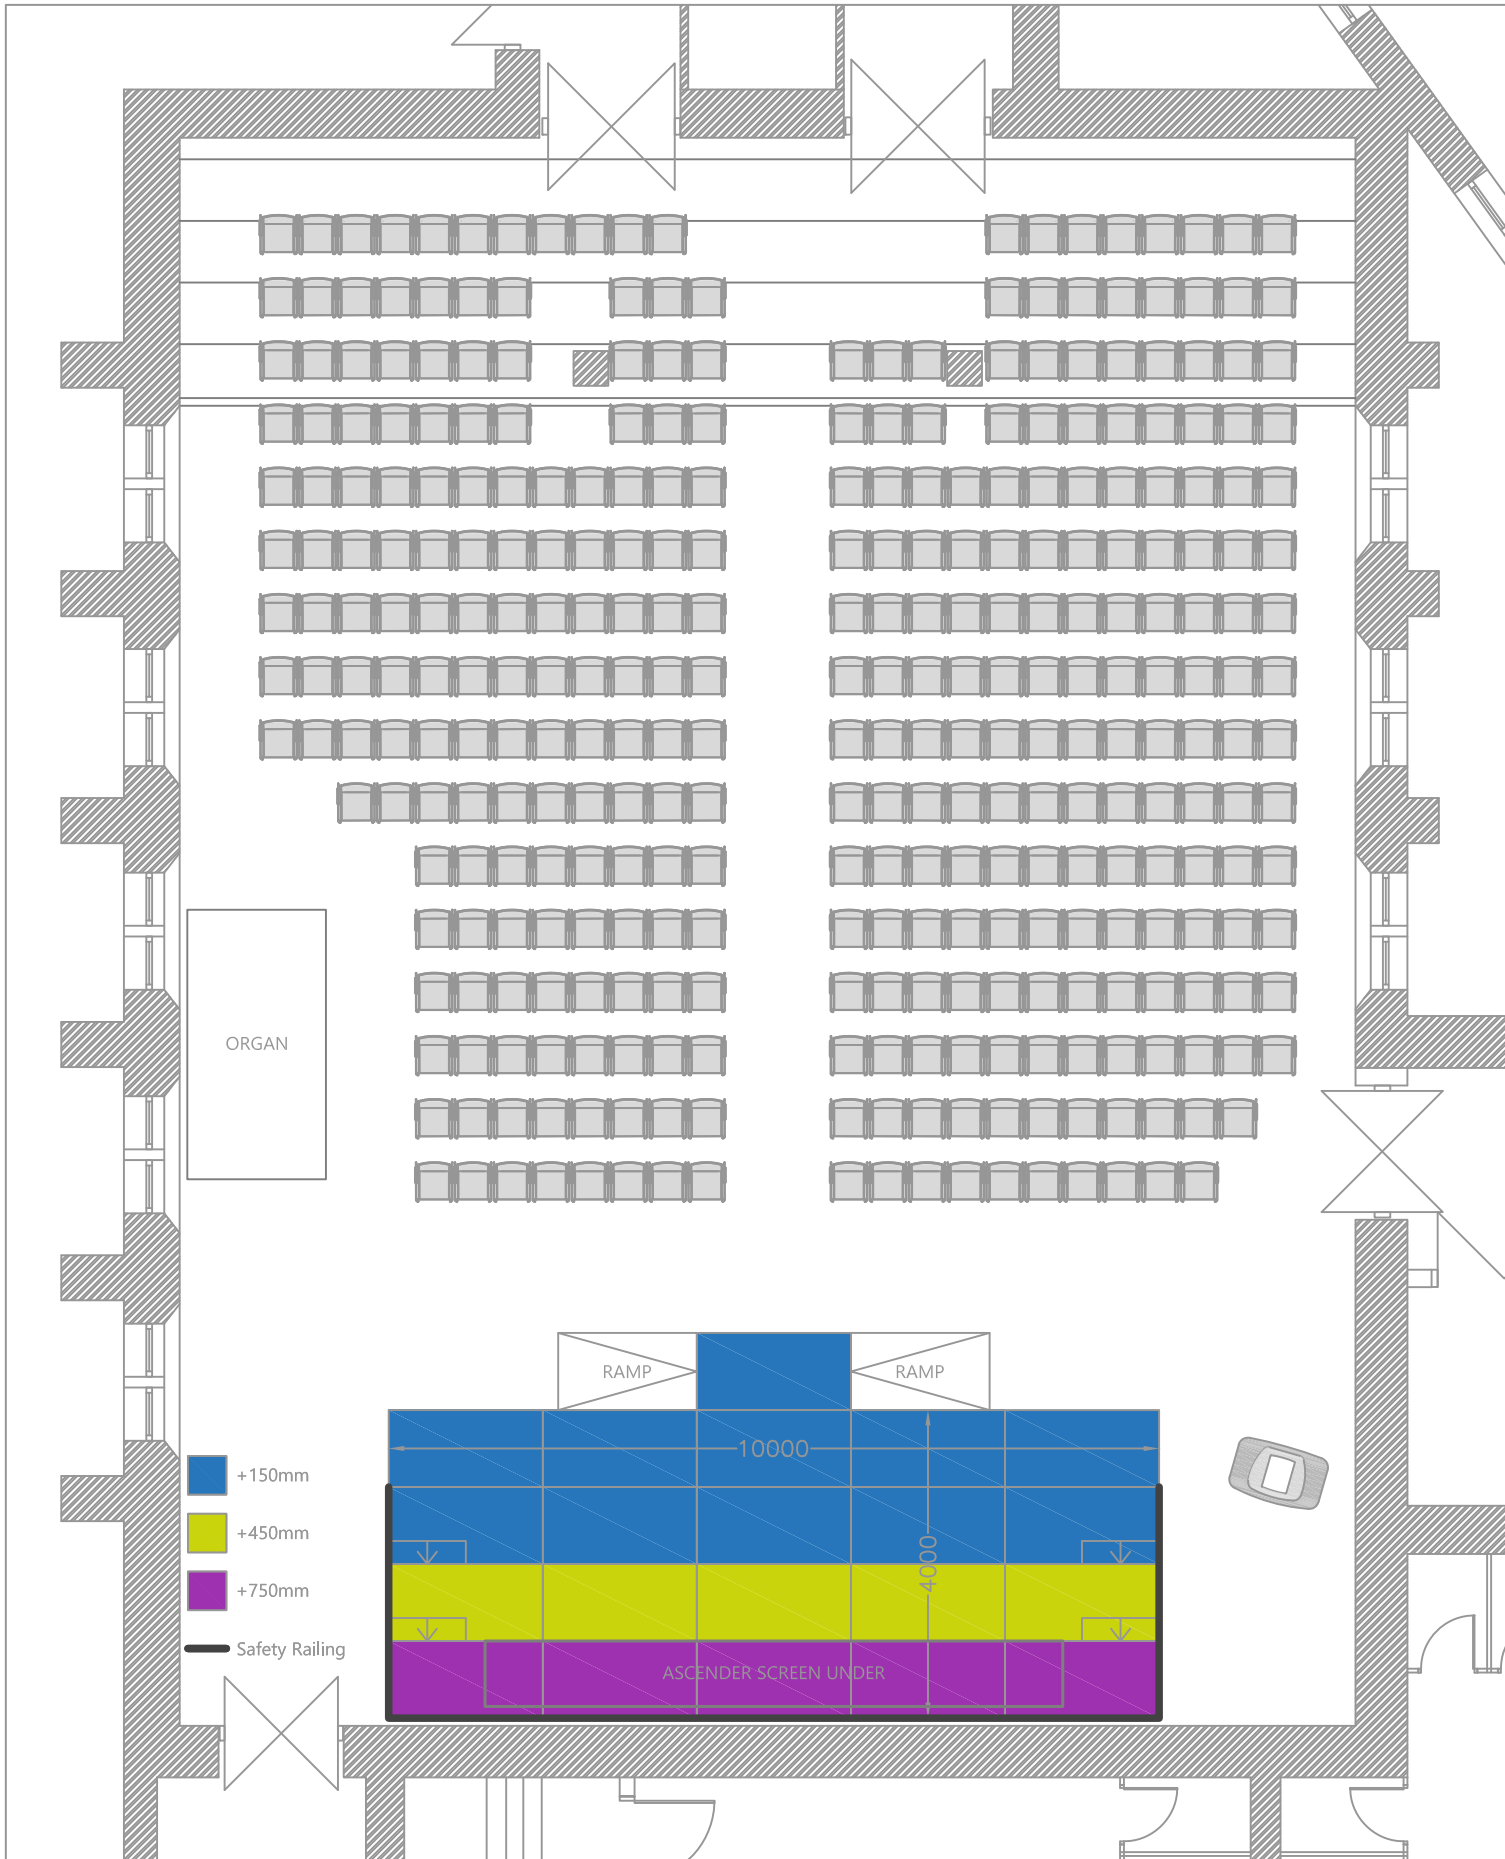 ORGAN
RAMP
RAMP
10000
4000
+150mm
+450mm
+750mm
Safety Railing
ASCENDER SCREEN UNDER